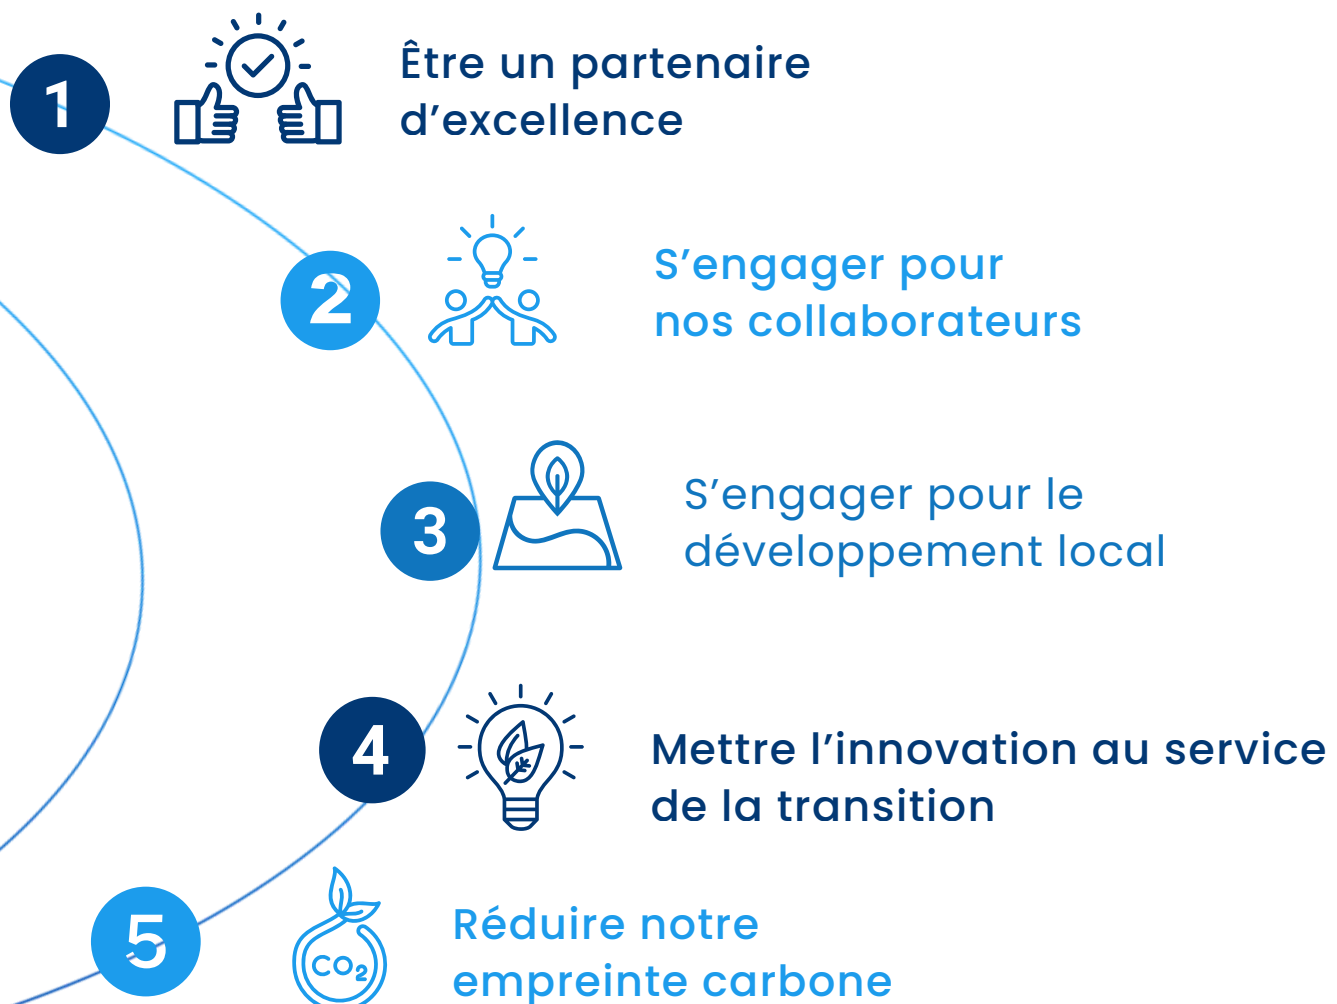 1
Être un partenaire
d’excellence
2
S’engager pour
nos collaborateurs
3
S’engager pour le
développement local
4
Mettre l’innovation au service
de la transition
5
CO₂
Réduire notre
empreinte carbone